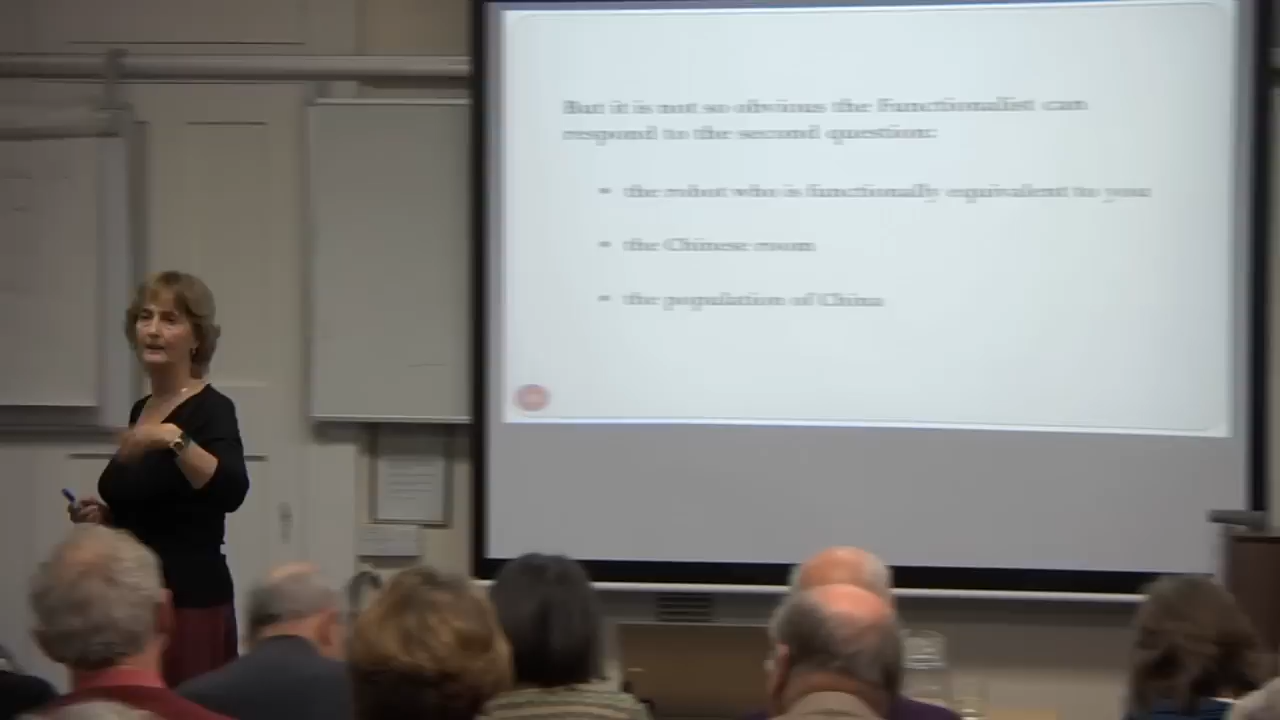 But it is not so obvious the Functionalist can
respond to the second question:
• the robot who is functionally equivalent to you
• the Chinese room
• the population of China